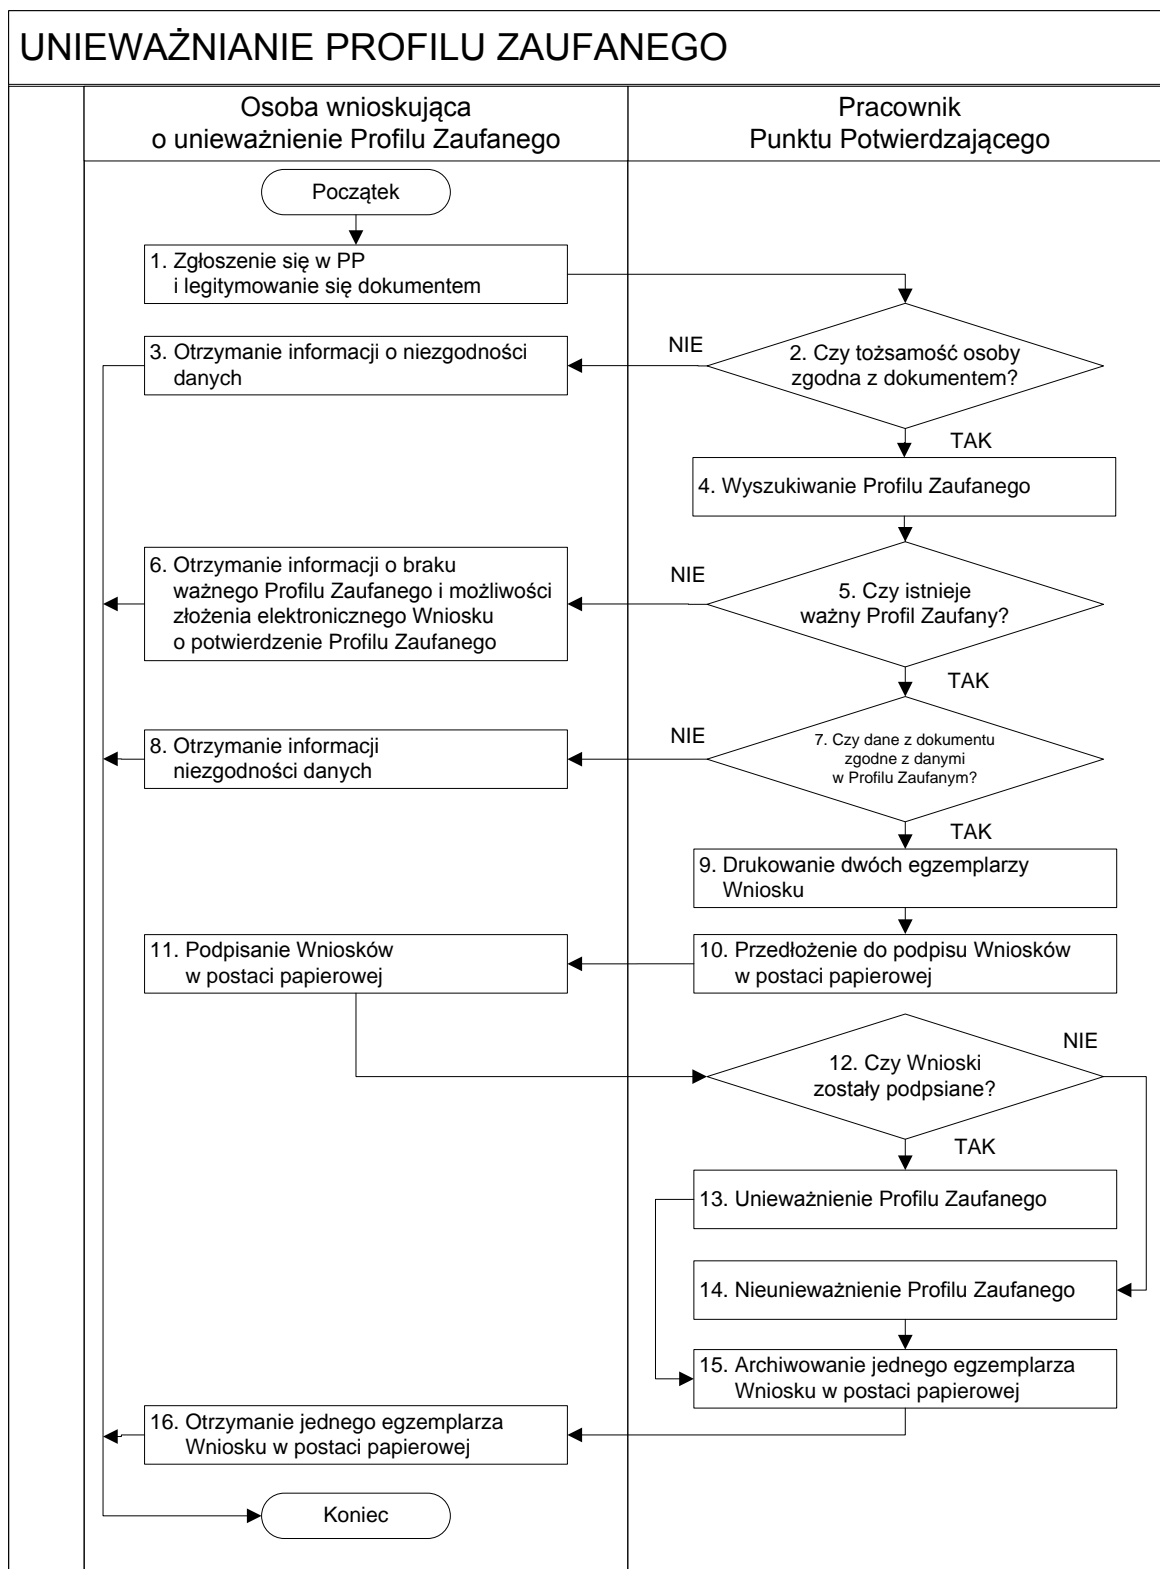 UNIEWAŻNIANIE PROFILU ZAUFANEGO
Osoba wnioskująca
o unieważnienie Profilu Zaufanego
Pracownik
Punktu Potwierdzającego
Początek
1. Zgłoszenie się w PP
i legitymowanie się dokumentem
2. Czy tożsamość osoby
zgodna z dokumentem?
NIE
3. Otrzymanie informacji o niezgodności
danych
TAK
4. Wyszukiwanie Profilu Zaufanego
5. Czy istnieje
ważny Profil Zaufany?
NIE
6. Otrzymanie informacji o braku
ważnego Profilu Zaufanego i możliwości
złożenia elektronicznego Wniosku
o potwierdzenie Profilu Zaufanego
TAK
7. Czy dane z dokumentu
zgodne z danymi
w Profilu Zaufanym?
NIE
8. Otrzymanie informacji
niezgodności danych
TAK
9. Drukowanie dwóch egzemplarzy
Wniosku
10. Przedłożenie do podpisu Wniosków
w postaci papierowej
11. Podpisanie Wniosków
w postaci papierowej
12. Czy Wnioski
zostały podpsiane?
NIE
TAK
13. Unieważnienie Profilu Zaufanego
14. Nieunieważnienie Profilu Zaufanego
15. Archiwowanie jednego egzemplarza
Wniosku w postaci papierowej
16. Otrzymanie jednego egzemplarza
Wniosku w postaci papierowej
Koniec